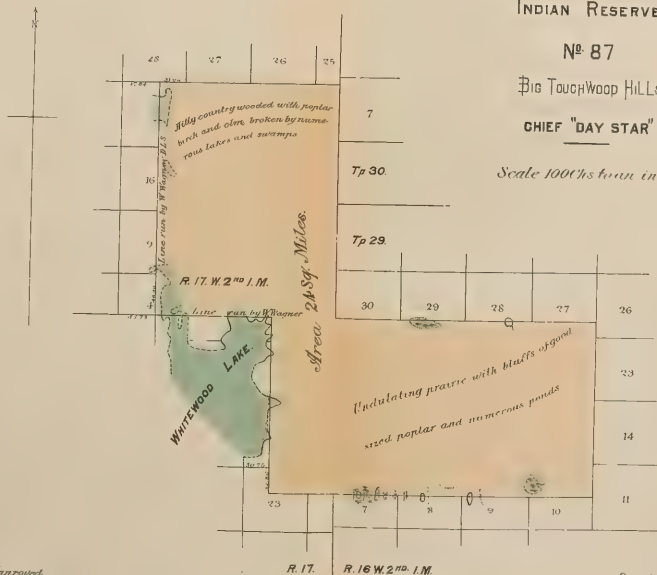 INDIAN RESERVE
Nº 87
BIG TOUCHWOOD HILLS
CHIEF "DAY STAR"
Scale 100 Chs to an in
N
28 27 26 25
Hilly country wooded with poplar
birch and elm, broken by nume-
rous lakes and swamps
7
16
Tp 30.
Line run by W Wagner D L S
9
Tp 29.
R. 17. W. 2ND I. M.
Area 24 Sq. Miles.
30 29 28 27 26
Line run by W Wagner
WHITEWOOD LAKE.
Undulating prairie with bluffs of good
sized poplar and numerous ponds
23
14
11
23 7 8 9 10
R. 17. R. 16 W. 2ND. I. M.